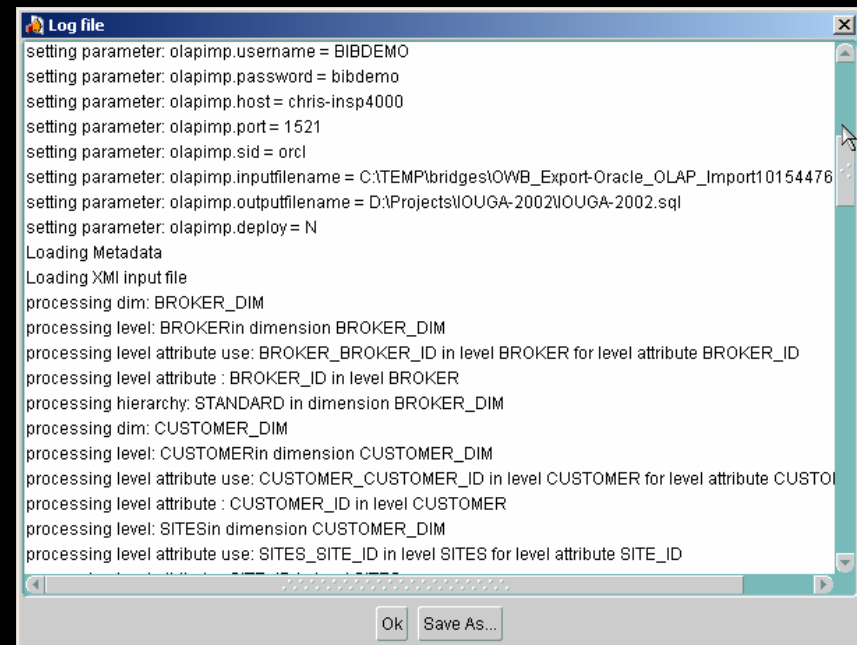 Log file
setting parameter: olapimp.username = BIBDEMO
setting parameter: olapimp.password = bibdemo
setting parameter: olapimp.host = chris-insp4000
setting parameter: olapimp.port = 1521
setting parameter: olapimp.sid = orcl
setting parameter: olapimp.inputfilename = C:\TEMP\bridges\OWB_Export-Oracle_OLAP_Import10154476
setting parameter: olapimp.outputfilename = D:\Projects\IOUGA-2002\IOUGA-2002.sql
setting parameter: olapimp.deploy = N
Loading Metadata
Loading XMI input file
processing dim: BROKER_DIM
processing level: BROKERin dimension BROKER_DIM
processing level attribute use: BROKER_BROKER_ID in level BROKER for level attribute BROKER_ID
processing level attribute : BROKER_ID in level BROKER
processing hierarchy: STANDARD in dimension BROKER_DIM
processing dim: CUSTOMER_DIM
processing level: CUSTOMERin dimension CUSTOMER_DIM
processing level attribute use: CUSTOMER_CUSTOMER_ID in level CUSTOMER for level attribute CUSTO
processing level attribute : CUSTOMER_ID in level CUSTOMER
processing level: SITESin dimension CUSTOMER_DIM
processing level attribute use: SITES_SITE_ID in level SITES for level attribute SITE_ID
Ok Save As...